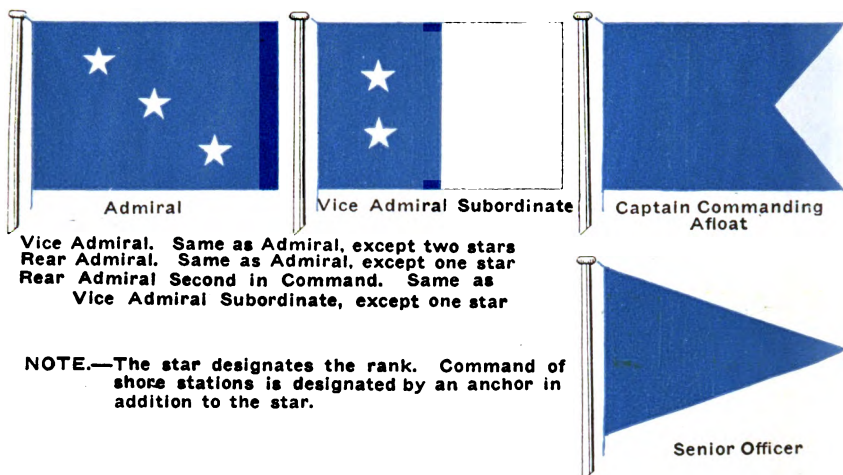 Admiral
Vice Admiral Subordinate
Captain Commanding
Afloat
Vice Admiral. Same as Admiral, except two stars
Rear Admiral. Same as Admiral, except one star
Rear Admiral Second in Command. Same as
Vice Admiral Subordinate, except one star
NOTE.—The star designates the rank. Command of
shore stations is designated by an anchor in
addition to the star.
Senior Officer